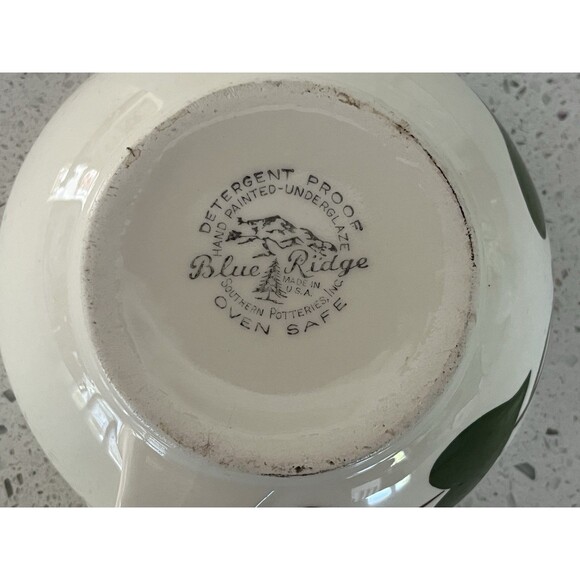 DETERGENT PROOF
HAND PAINTED-UNDERGLAZE
Blue Ridge
MADE IN
U.S.A.
SOUTHERN POTTERIES, INC.
OVEN SAFE